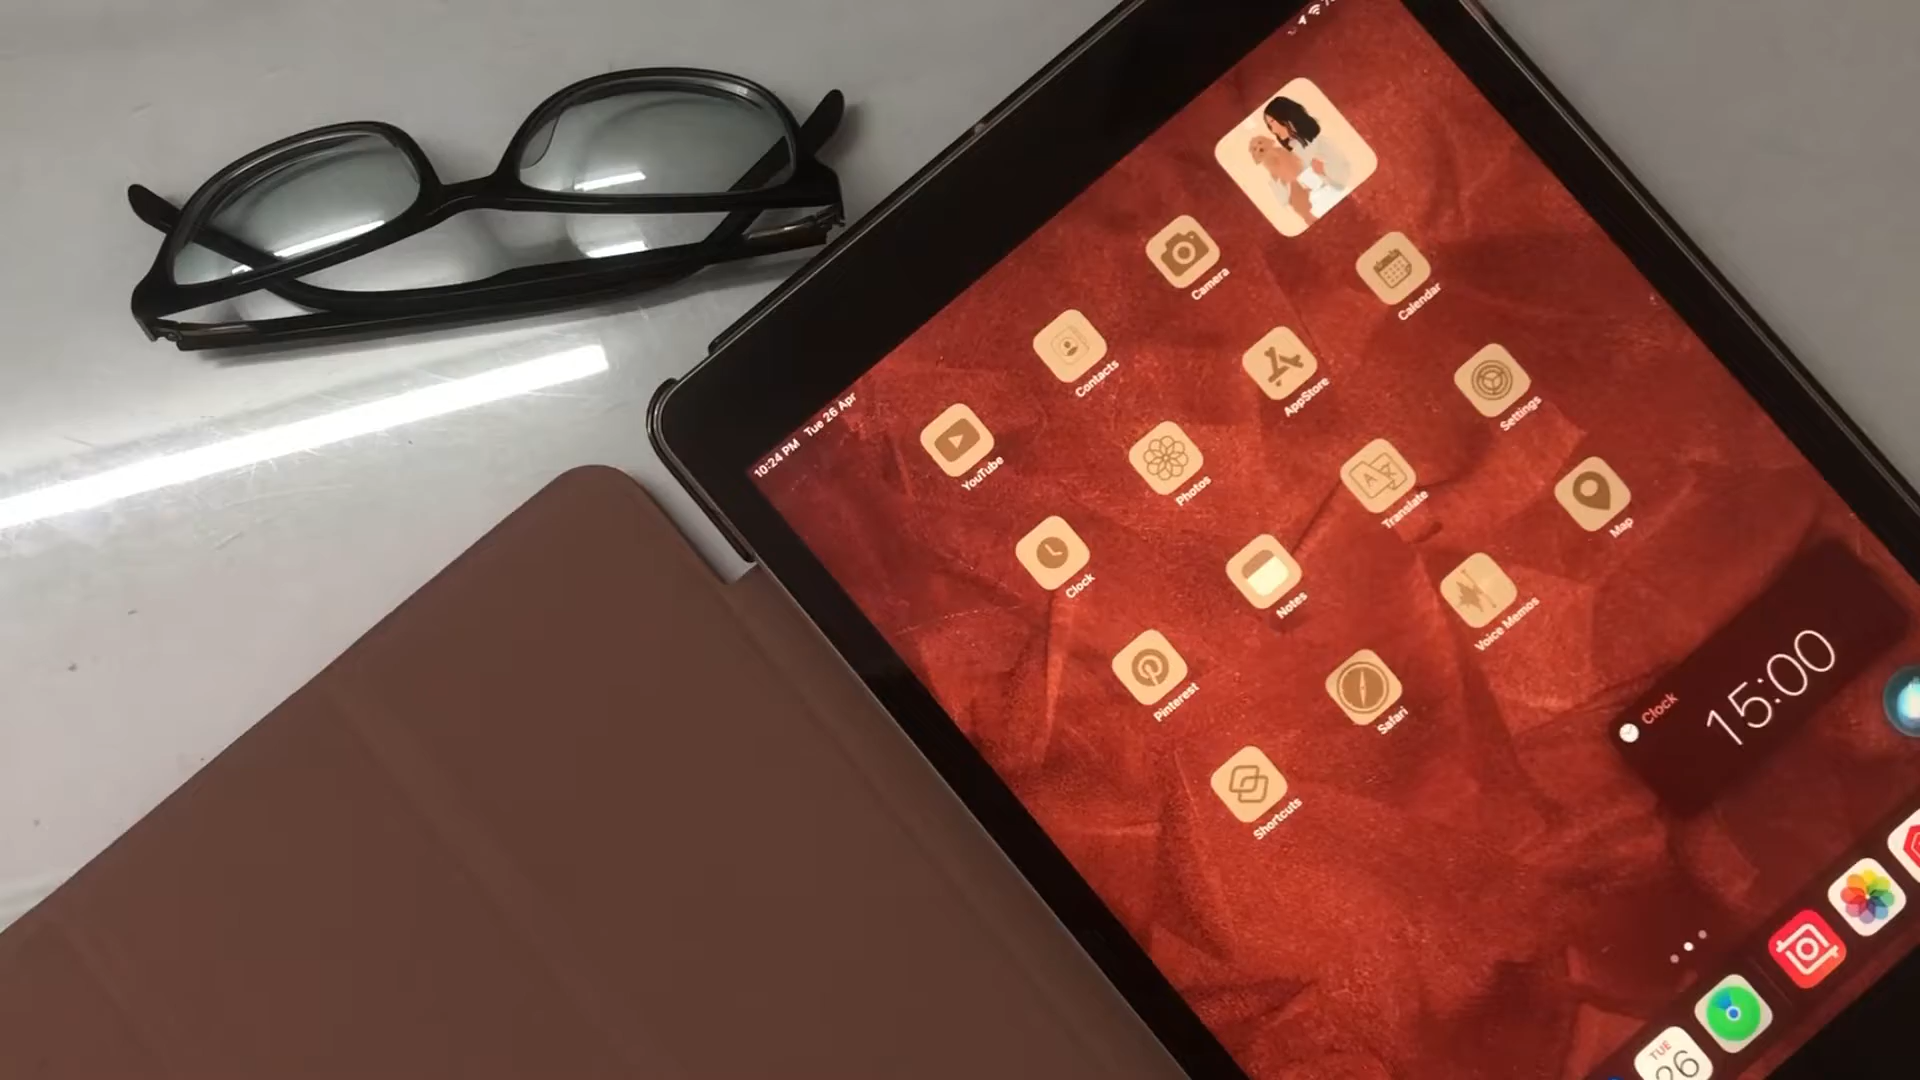 10:24 PM Tue 26 Apr
YouTube
Contacts
Camera
Clock
Photos
AppStore
Calendar
Pinterest
Notes
Translate
Settings
Shortcuts
Safari
Voice Memos
Map
Clock
15:00
TUE
26